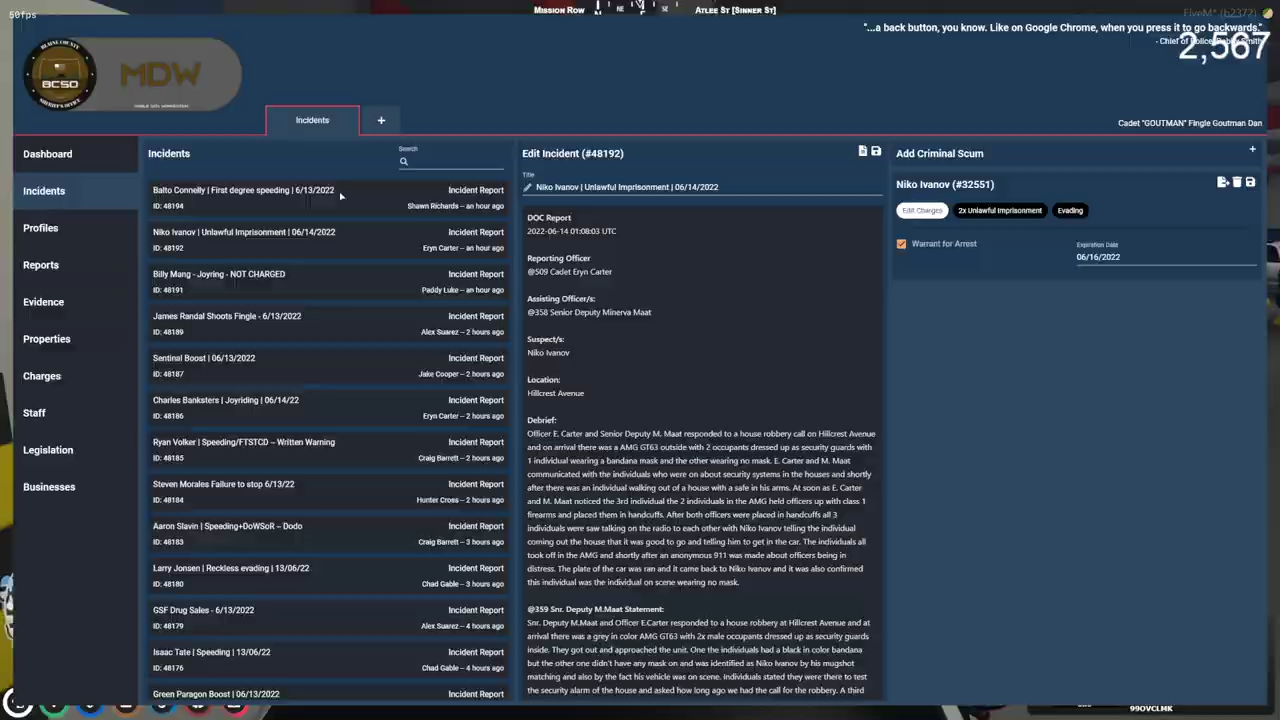 50fps
MISSION ROW
NE
SE
ATLEE ST [SINNER ST]
FiveM* (b2372)
"...a back button, you know. Like on Google Chrome, when you press it to go backwards."
- Chief of Police
2,567
BLAINE COUNTY
BCSO
SHERIFF'S OFFICE
MDW
Incidents
+
Cadet "GOUTMAN" Fingle Goutman Dan
Dashboard
Incidents
Profiles
Reports
Evidence
Properties
Charges
Staff
Legislation
Businesses
Incidents
Search
Balto Connelly | First degree speeding | 6/13/2022
Incident Report
ID: 48194
Shawn Richards – an hour ago
Niko Ivanov | Unlawful Imprisonment | 06/14/2022
Incident Report
ID: 48192
Eryn Carter – an hour ago
Billy Mang - Joyring - NOT CHARGED
Incident Report
ID: 48191
Paddy Luke – an hour ago
James Randal Shoots Fingle - 6/13/2022
Incident Report
ID: 48189
Alex Suarez – 2 hours ago
Sentinal Boost | 06/13/2022
Incident Report
ID: 48187
Jake Cooper – 2 hours ago
Charles Banksters | Joyriding | 06/14/22
Incident Report
ID: 48186
Eryn Carter – 2 hours ago
Ryan Volker | Speeding/FTSTCD – Written Warning
Incident Report
ID: 48185
Craig Barrett – 2 hours ago
Steven Morales Failure to stop 6/13/22
Incident Report
ID: 48184
Hunter Cross – 2 hours ago
Aaron Slavin | Speeding+DoWSoR – Dodo
Incident Report
ID: 48183
Craig Barrett – 3 hours ago
Larry Jonsen | Reckless evading | 13/06/22
Incident Report
ID: 48180
Chad Gable – 3 hours ago
GSF Drug Sales - 6/13/2022
Incident Report
ID: 48179
Alex Suarez – 4 hours ago
Isaac Tate | Speeding | 13/06/22
Incident Report
ID: 48176
Chad Gable – 4 hours ago
Green Paragon Boost | 06/13/2022
Incident Report
Edit Incident (#48192)
Title
Niko Ivanov | Unlawful Imprisonment | 06/14/2022
DOC Report
2022-06-14 01:08:03 UTC
Reporting Officer
@509 Cadet Eryn Carter
Assisting Officer/s:
@358 Senior Deputy Minerva Maat
Suspect/s:
Niko Ivanov
Location:
Hillcrest Avenue
Debrief:
Officer E. Carter and Senior Deputy M. Maat responded to a house robbery call on Hillcrest Avenue
and on arrival there was a AMG GT63 outside with 2 occupants dressed up as security guards with
1 individual wearing a bandana mask and the other wearing no mask. E. Carter and M. Maat
communicated with the individuals who were on about security systems in the houses and shortly
after there was an individual walking out of a house with a safe in his arms. At soon as E. Carter
and M. Maat noticed the 3rd individual the 2 individuals in the AMG held officers up with class 1
firearms and placed them in handcuffs. After both officers were placed in handcuffs all 3
individuals were saw talking on the radio to each other with Niko Ivanov telling the individual
coming out the house that it was good to go and telling him to get in the car. The individuals all
took off in the AMG and shortly after an anonymous 911 was made about officers being in
distress. The plate of the car was ran and it came back to Niko Ivanov and it was also confirmed
this individual was the individual on scene wearing no mask.
@359 Snr. Deputy M.Maat Statement:
Snr. Deputy M.Maat and Officer E.Carter responded to a house robbery at Hillcrest Avenue and at
arrival there was a grey in color AMG GT63 with 2x male occupants dressed up as security guards
inside. They got out and approached the unit. One the individuals had a black in color bandana
but the other one didn't have any mask on and was identified as Niko Ivanov by his mugshot
matching and also by the fact his vehicle was on scene. Individuals stated they were there to test
the security alarm of the house and asked how long ago we had the call for the robbery. A third
Add Criminal Scum
+
Niko Ivanov (#32551)
Edit Charges
2x Unlawful Imprisonment
Evading
Warrant for Arrest
Expiration Date
06/16/2022
99OVCLMK